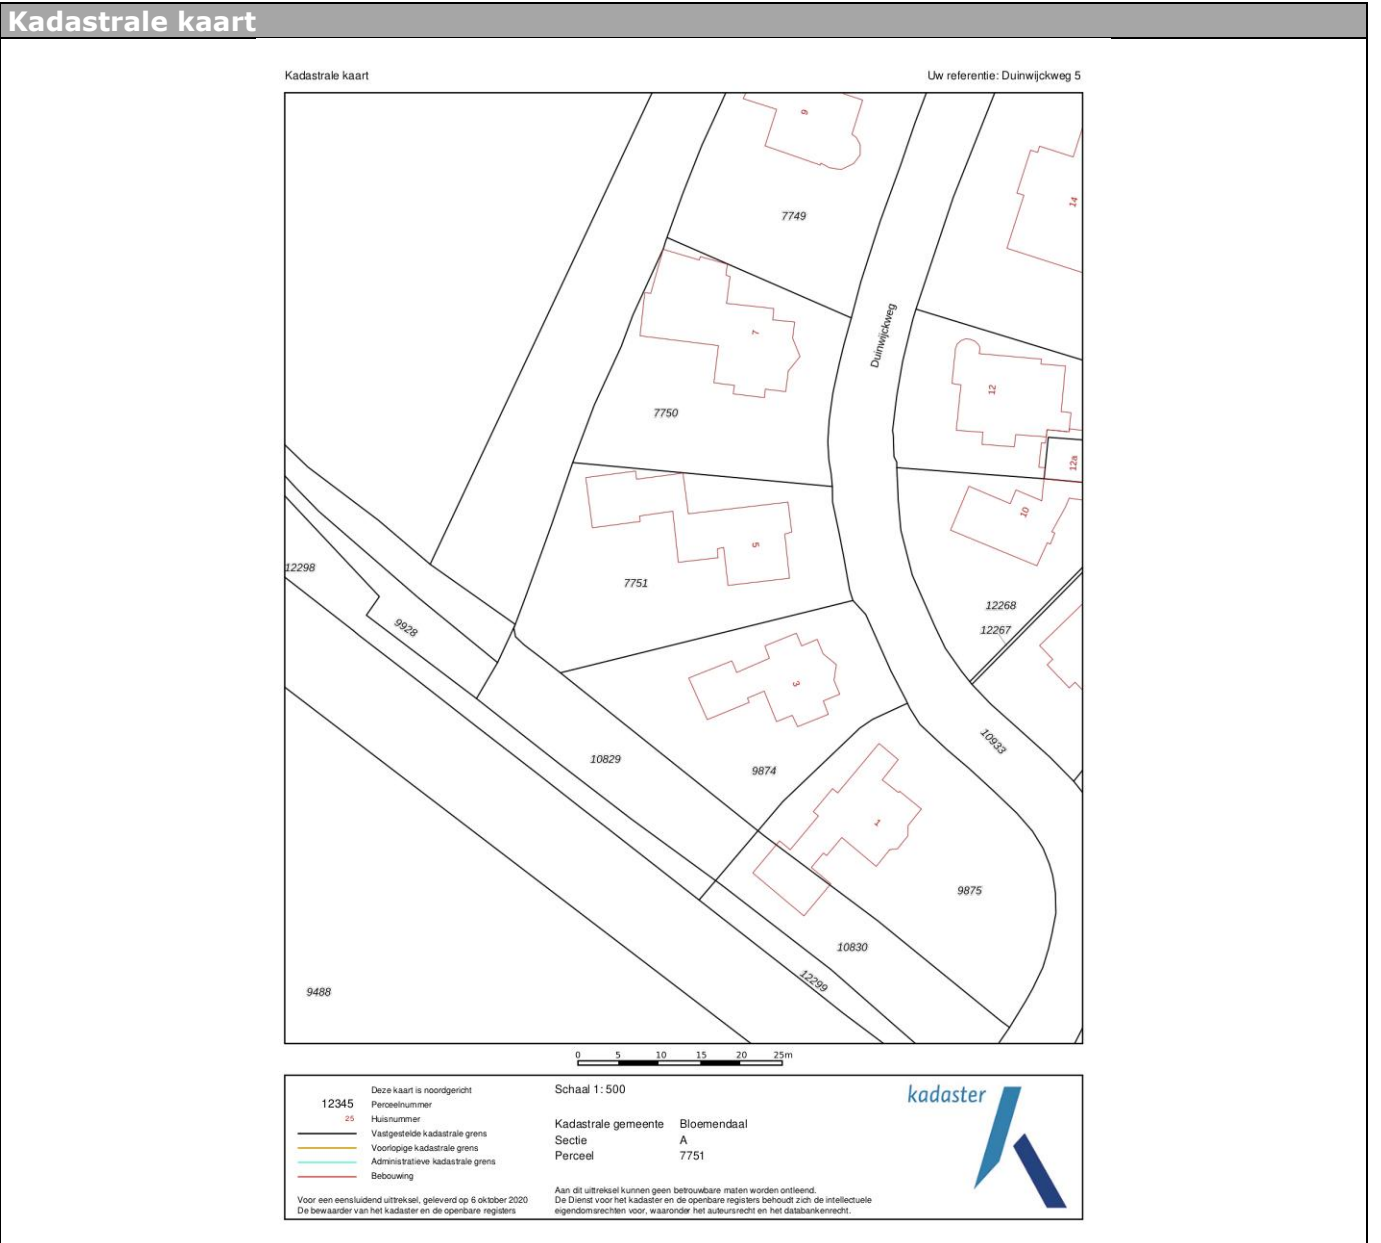 Kadastrale kaart
Kadastrale kaart
Uw referentie: Duinwijckweg 5
9
14
7749
Duinwijckweg
7
12
7750
12a
10
5
12298
7751
12268
9928
12267
3
10933
10829
9874
1
9875
10830
12299
9488
0 5 10 15 20 25m
Deze kaart is noordgericht
12345 Perceelnummer
25 Huisnummer
Vastgestelde kadastrale grens
Voorlopige kadastrale grens
Administratieve kadastrale grens
Bebouwing
Voor een eensluidend uittreksel, geleverd op 6 oktober 2020
De bewaarder van het kadaster en de openbare registers
Schaal 1: 500
Kadastrale gemeente Bloemendaal
Sectie A
Perceel 7751
Aan dit uittreksel kunnen geen betrouwbare maten worden ontleend.
De Dienst voor het kadaster en de openbare registers behoudt zich de intellectuele
eigendomsrechten voor, waaronder het auteursrecht en het databankenrecht.
kadaster